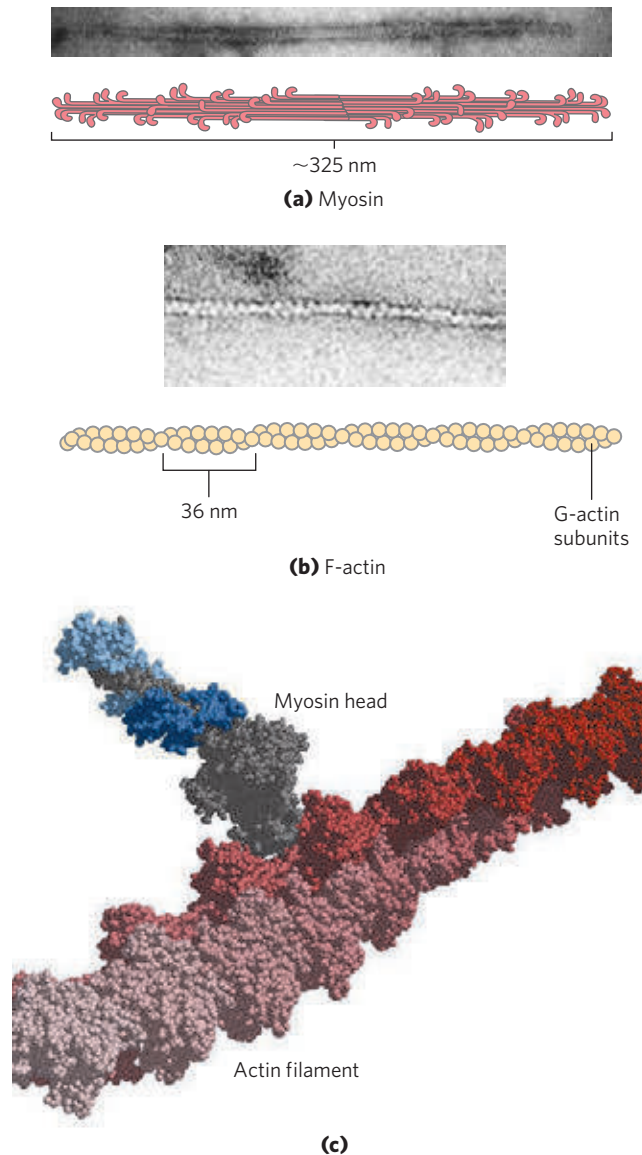 ~325 nm
(a) Myosin
36 nm
G-actin
subunits
(b) F-actin
Myosin head
Actin filament
(c)